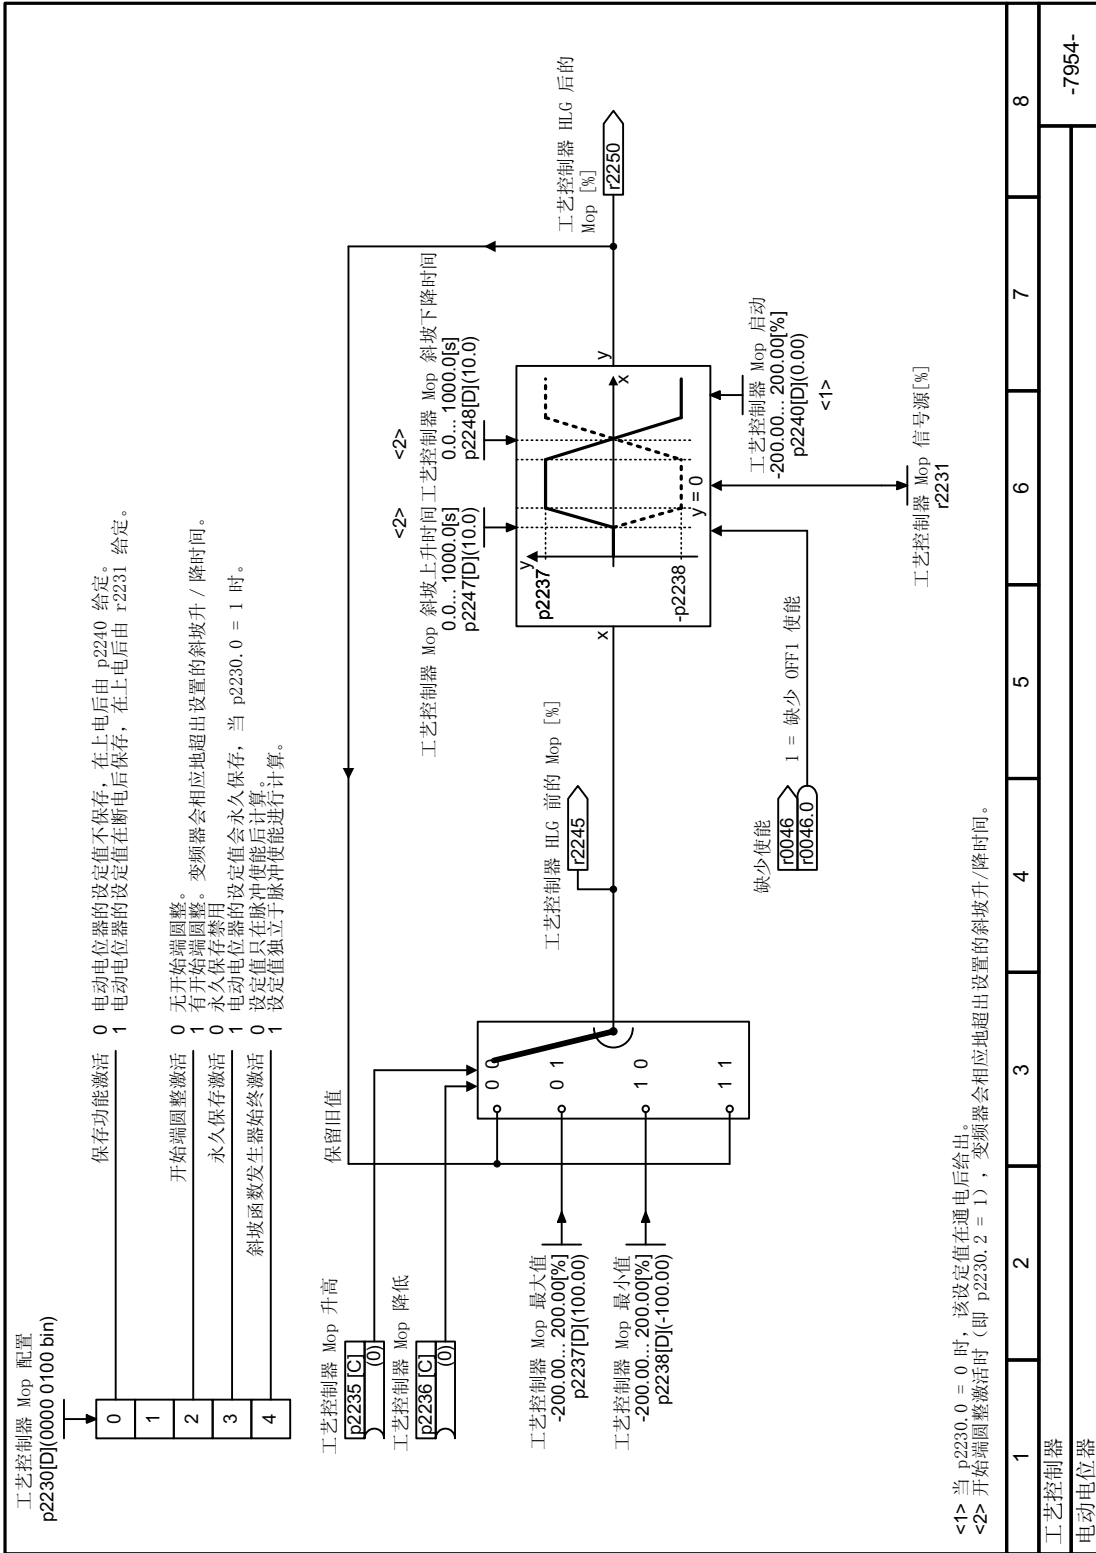 工艺控制器 Mop 配置
p2230[D](0000 0100 bin)
0
1
2
3
4
保存功能激活
0 电动电位器的设定值不保存，在上电后由 p2240 给定。
1 电动电位器的设定值在断电后保存，在上电后由 r2231 给定。
开始端圆整激活
0 无开始端圆整。
1 有开始端圆整。变频器会相应地超出设置的斜坡升 / 降时间。
永久保存激活
0 永久保存禁用
1 电动电位器的设定值会永久保存，当 p2230.0 = 1 时。
斜坡函数发生器始终激活
0 设定值只在脉冲使能后计算。
1 设定值独立于脉冲使能进行计算。
工艺控制器 Mop 升高
p2235 [C]
(0)
工艺控制器 Mop 降低
p2236 [C]
(0)
保留旧值
工艺控制器 Mop 最大值
-200.00... 200.00[%]
p2237[D](100.00)
工艺控制器 Mop 最小值
-200.00... 200.00[%]
p2238[D](-100.00)
0 0
0 1
1 0
1 1
工艺控制器 HLG 前的 Mop [%]
r2245
<2>
工艺控制器 Mop 斜坡上升时间
0.0... 1000.0[s]
p2247[D](10.0)
<2>
工艺控制器 Mop 斜坡下降时间
0.0... 1000.0[s]
p2248[D](10.0)
x
y
p2237
-p2238
y = 0
x
y
工艺控制器 HLG 后的
Mop [%]
r2250
缺少使能
r0046
r0046.0
1 = 缺少 OFF1 使能
工艺控制器 Mop 启动
-200.00... 200.00[%]
p2240[D](0.00)
<1>
工艺控制器 Mop 信号源[%]
r2231
<1> 当 p2230.0 = 0 时，该设定值在通电后给出。
<2> 开始端圆整激活时（即 p2230.2 = 1），变频器会相应地超出设置的斜坡升/降时间。
1 2 3 4 5 6 7 8
工艺控制器
电动电位器
-7954-